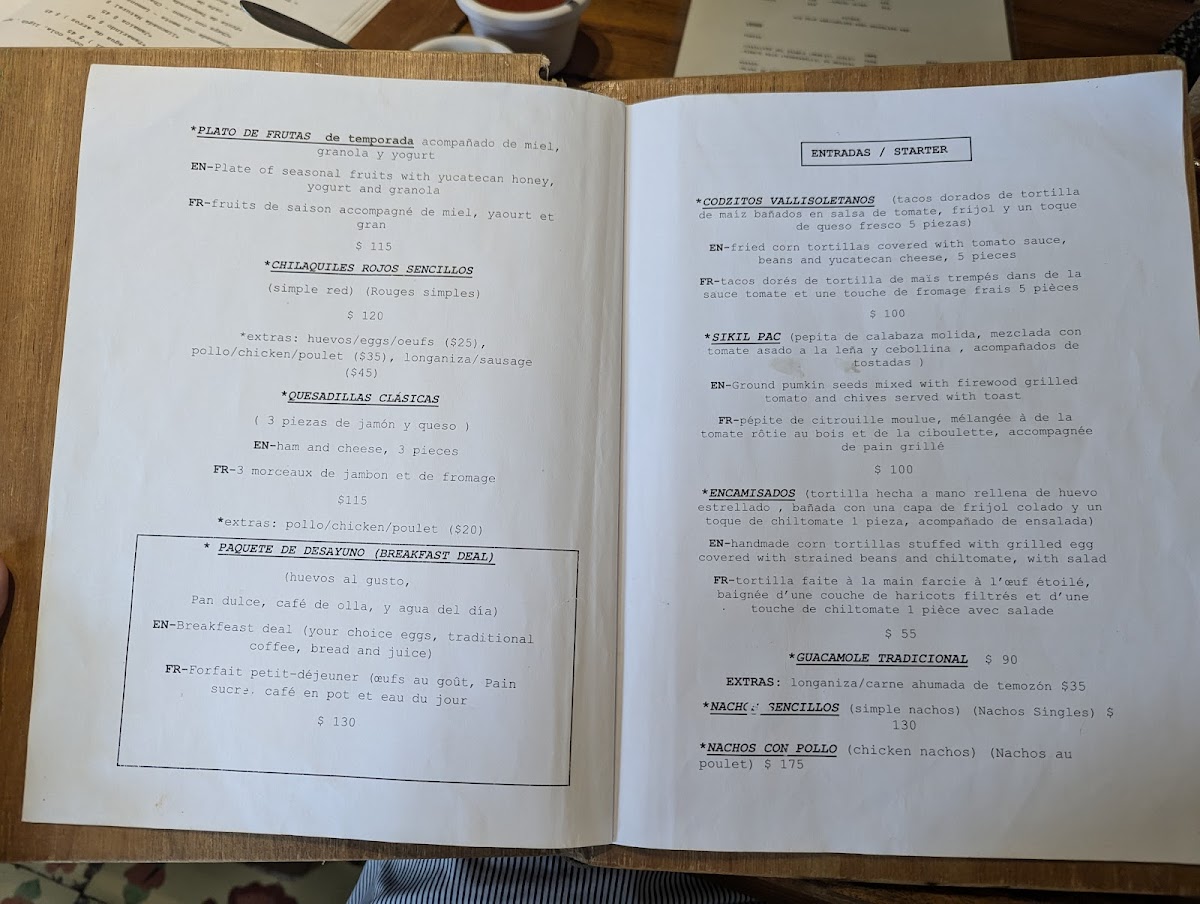 *PLATO DE FRUTAS de temporada acompañado de miel,
granola y yogurt
EN-Plate of seasonal fruits with yucatecan honey,
yogurt and granola
FR-fruits de saison accompagné de miel, yaourt et
gran
$ 115
*CHILAQUILES ROJOS SENCILLOS
(simple red) (Rouges simples)
$ 120
*extras: huevos/eggs/oeufs ($25),
pollo/chicken/poulet ($35), longaniza/sausage
($45)
*QUESADILLAS CLÁSICAS
( 3 piezas de jamón y queso )
EN-ham and cheese, 3 pieces
FR-3 morceaux de jambon et de fromage
$115
*extras: pollo/chicken/poulet ($20)
* PAQUETE DE DESAYUNO (BREAKFAST DEAL)
(huevos al gusto,
Pan dulce, café de olla, y agua del día)
EN-Breakfeast deal (your choice eggs, traditional
coffee, bread and juice)
FR-Forfait petit-déjeuner (œufs au goût, Pain
café en pot et eau du jour
$ 130
ENTRADAS / STARTER
*CODZITOS VALLISOLETANOS (tacos dorados de tortilla
de maiz bañados en salsa de tomate, frijol y un toque
de queso fresco 5 piezas)
EN-fried corn tortillas covered with tomato sauce,
beans and yucatecan cheese, 5 pieces
FR-tacos dorés de tortilla de maïs trempés dans de la
sauce tomate et une touche de fromage frais 5 pièces
$ 100
*SIKIL PAC (pepita de calabaza molida, mezclada con
tomate asado a la leña y cebollina , acompañados de
tostadas )
EN-Ground pumkin seeds mixed with firewood grilled
tomato and chives served with toast
FR-pépite de citrouille moulue, mélangée à de la
tomate rôtie au bois et de la ciboulette, accompagnée
de pain grillé
$ 100
*ENCAMISADOS (tortilla hecha a mano rellena de huevo
estrellado , bañada con una capa de frijol colado y un
toque de chiltomate 1 pieza, acompañado de ensalada)
EN-handmade corn tortillas stuffed with grilled egg
covered with strained beans and chiltomate, with salad
FR-tortilla faite à la main farcie à l'œuf étoilé,
baignée d'une couche de haricots filtrés et d'une
touche de chiltomate 1 pièce avec salade
$ 55
*GUACAMOLE TRADICIONAL $ 90
EXTRAS: longaniza/carne ahumada de temozón $35
*NACHOS SENCILLOS (simple nachos) (Nachos Singles) $
130
*NACHOS CON POLLO (chicken nachos) (Nachos au
poulet) $ 175